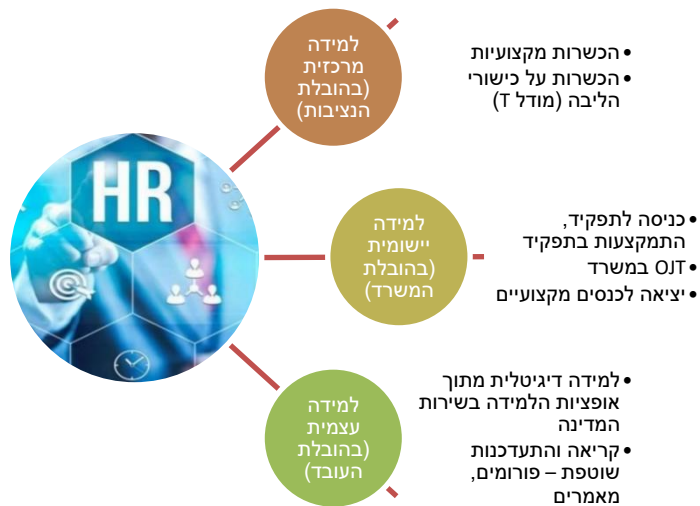 HR
למידה
מרכזית
(בהובלת
הנציבות)
• הכשרות מקצועיות
• הכשרות על כישורי
הליבה (מודל T)
למידה
יישומית
(בהובלת
המשרד)
• כניסה לתפקיד,
התמקצעות בתפקיד
• OJT במשרד
• יציאה לכנסים מקצועיים
למידה
עצמית
(בהובלת
העובד)
• למידה דיגיטלית מתוך
אופציות הלמידה בשירות
המדינה
• קריאה והתעדכנות
שוטפת – פורומים,
מאמרים